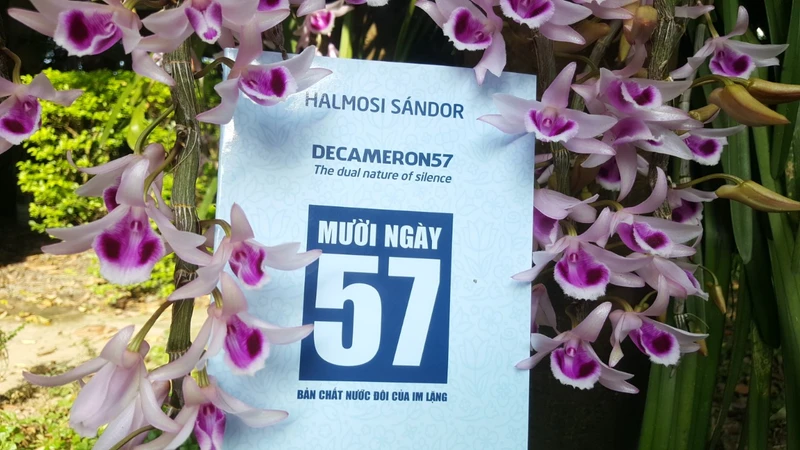 HALMOSI SÁNDOR
DECAMERON57
The dual nature of silence
MƯỜI NGÀY
57
BẢN CHẤT NƯỚC ĐÔI CỦA IM LẶNG